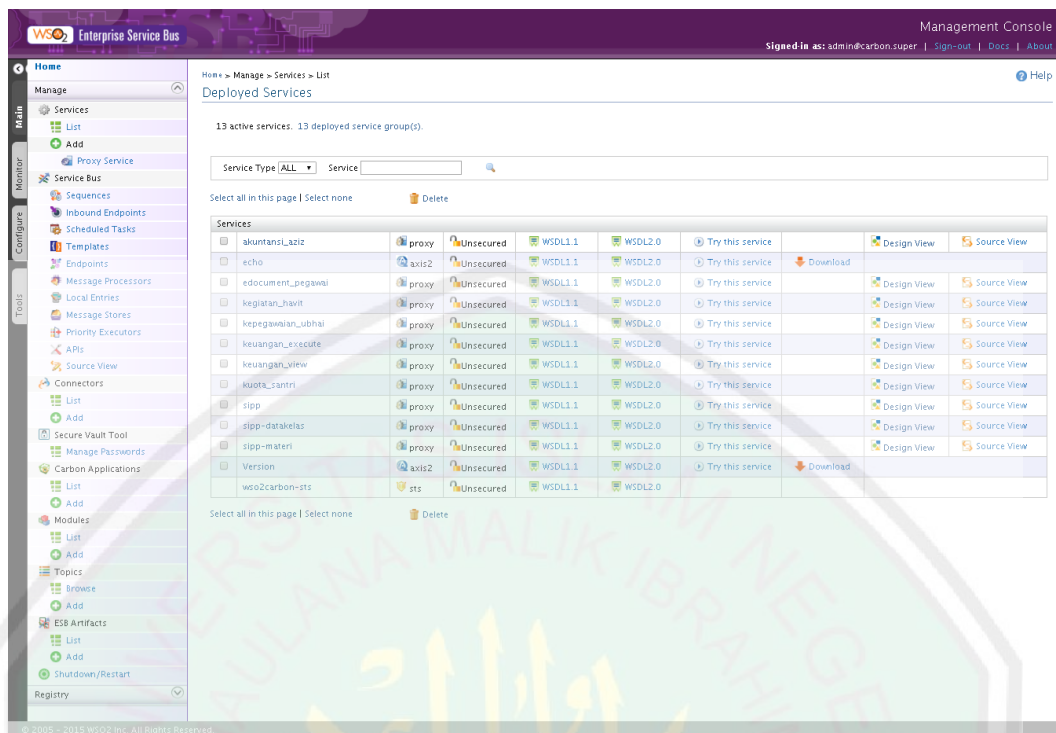 WSO2 Enterprise Service Bus
Management Console
Signed-in as: admin@carbon.super | Sign-out | Docs | About
Main
Monitor
Configure
Tools
Home
Manage
Services
List
Add
Proxy Service
Service Bus
Sequences
Inbound Endpoints
Scheduled Tasks
Templates
Endpoints
Message Processors
Local Entries
Message Stores
Priority Executors
APIs
Source View
Connectors
List
Add
Secure Vault Tool
Manage Passwords
Carbon Applications
List
Add
Modules
List
Add
Topics
Browse
Add
ESB Artifacts
List
Add
Shutdown/Restart
Registry
Home > Manage > Services > List
Help
Deployed Services
13 active services. 13 deployed service group(s).
Service Type ALL Service
Select all in this page | Select none Delete
Services
akuntansi_aziz proxy Unsecured WSDL1.1 WSDL2.0 Try this service Design View Source View
echo axis2 Unsecured WSDL1.1 WSDL2.0 Try this service Download
edocument_pegawai proxy Unsecured WSDL1.1 WSDL2.0 Try this service Design View Source View
kegiatan_havit proxy Unsecured WSDL1.1 WSDL2.0 Try this service Design View Source View
kepegawaian_ubhai proxy Unsecured WSDL1.1 WSDL2.0 Try this service Design View Source View
keuangan_execute proxy Unsecured WSDL1.1 WSDL2.0 Try this service Design View Source View
keuangan_view proxy Unsecured WSDL1.1 WSDL2.0 Try this service Design View Source View
kuota_santri proxy Unsecured WSDL1.1 WSDL2.0 Try this service Design View Source View
sipp proxy Unsecured WSDL1.1 WSDL2.0 Try this service Design View Source View
sipp-datakelas proxy Unsecured WSDL1.1 WSDL2.0 Try this service Design View Source View
sipp-materi proxy Unsecured WSDL1.1 WSDL2.0 Try this service Design View Source View
Version axis2 Unsecured WSDL1.1 WSDL2.0 Try this service Download
wso2carbon-sts sts Unsecured WSDL1.1 WSDL2.0
Select all in this page | Select none Delete
© 2005 - 2015 WSO2 Inc. All Rights Reserved.